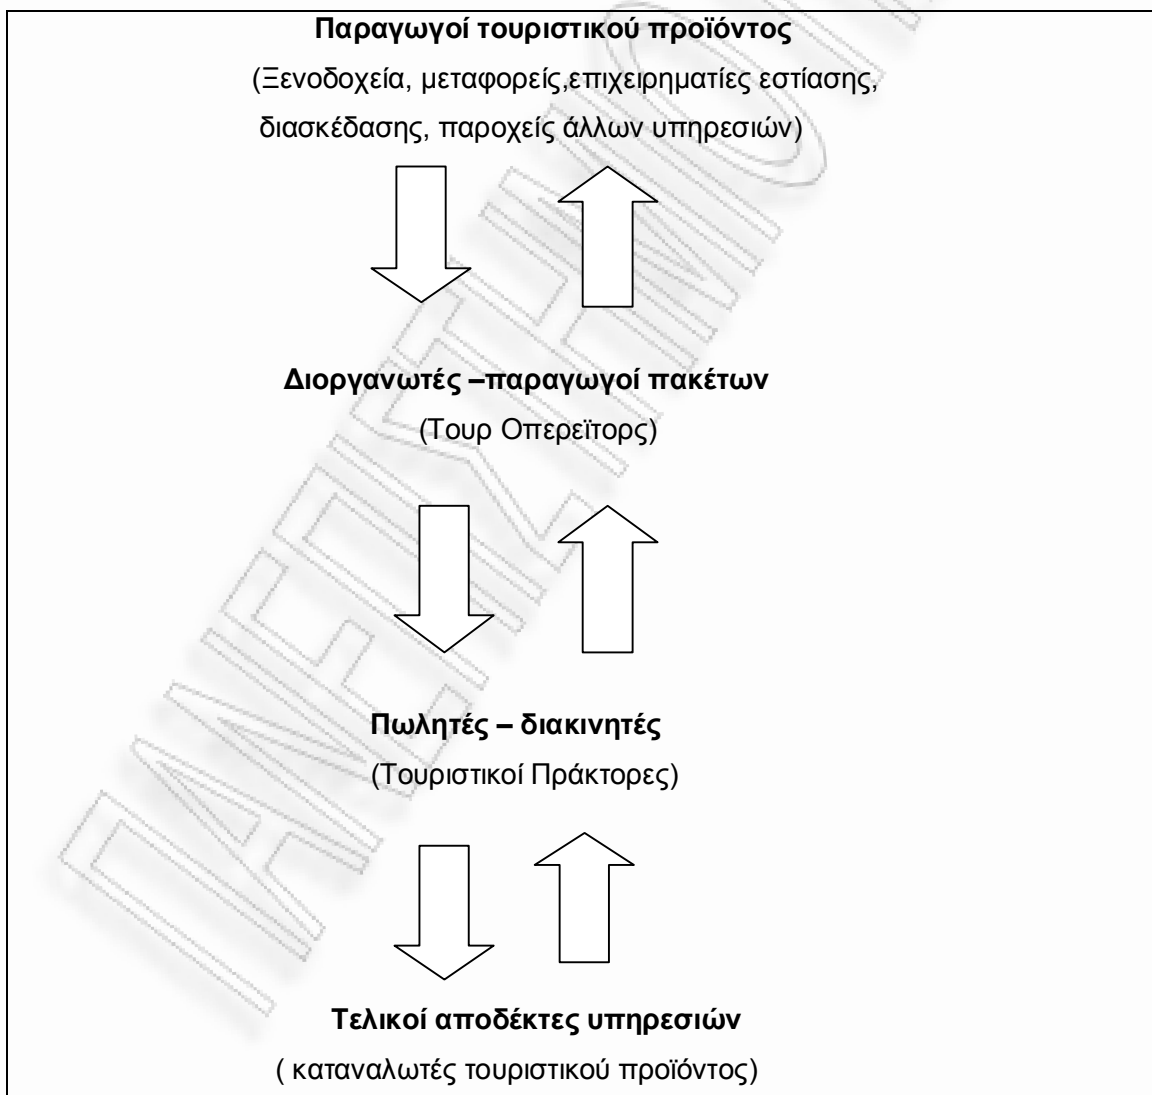 Παραγωγοί τουριστικού προϊόντος
(Ξενοδοχεία, μεταφορείς,επιχειρηματίες εστίασης,
διασκέδασης, παροχείς άλλων υπηρεσιών)
Διοργανωτές –παραγωγοί πακέτων
(Τουρ Οπερεϊτορς)
Πωλητές – διακινητές
(Τουριστικοί Πράκτορες)
Τελικοί αποδέκτες υπηρεσιών
( καταναλωτές τουριστικού προϊόντος)
ΠΑΝΕΠΙΣΤΗΜΙΟ